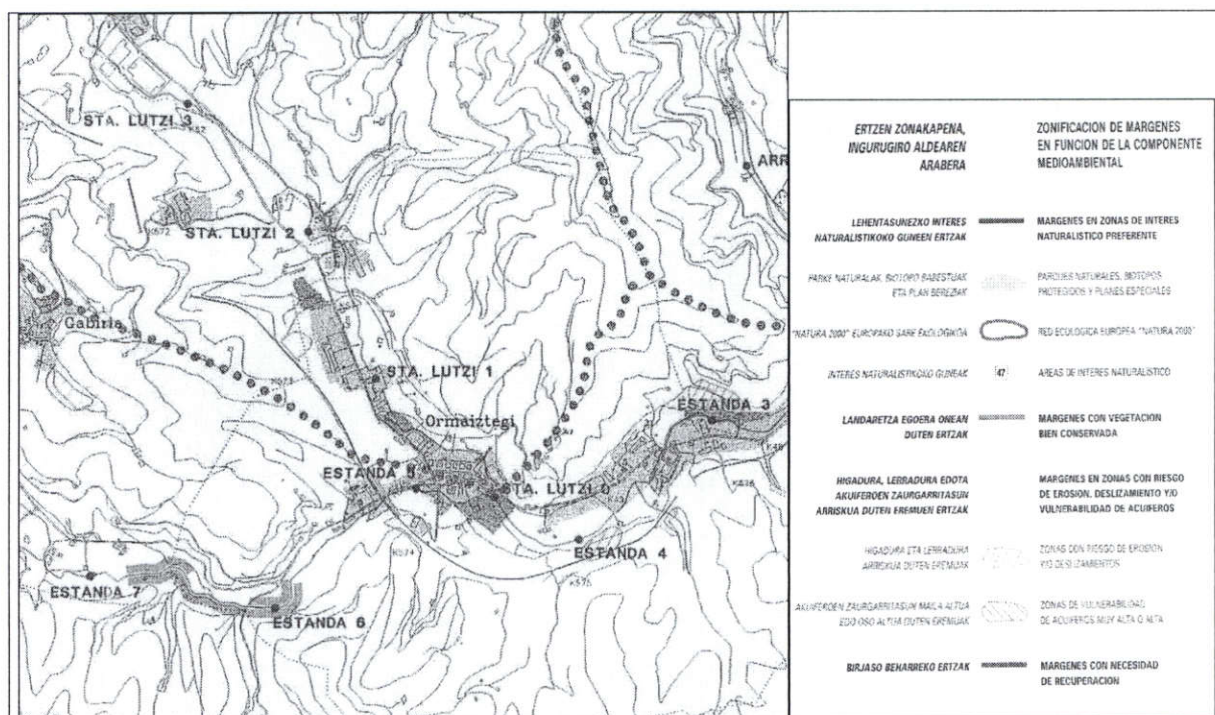 STA. LUTZI 3
K572
STA. LUTZI 2
ARR
Gabiria
K573
STA. LUTZI 1
Ormaiztegi
ESTANDA 3
ESTANDA 5
STA. LUTZI 0
K574
ESTANDA 4
K575
ESTANDA 7
ESTANDA 6
ERTZEN ZONAKAPENA,
INGURUGIRO ALDEAREN
ARABERA
ZONIFICACION DE MARGENES
EN FUNCION DE LA COMPONENTE
MEDIOAMBIENTAL
LEHENTASUNEZKO INTERES
NATURALISTIKOKO GUNEEN ERTZAK
MARGENES EN ZONAS DE INTERES
NATURALISTICO PREFERENTE
PARKE NATURALAK, BIOTOPO BABESTUAK
ETA PLAN BEREZIAK
PARQUES NATURALES, BIOTOPOS
PROTEGIDOS Y PLANES ESPECIALES
"NATURA 2000" EUROPAKO SARE EKOLOGIKOA
RED ECOLOGICA EUROPEA "NATURA 2000"
INTERES NATURALISTIKOKO GUNEAK
47
AREAS DE INTERES NATURALISTICO
LANDARETZA EGOERA ONEAN
DUTEN ERTZAK
MARGENES CON VEGETACION
BIEN CONSERVADA
HIGADURA, LERRADURA EDOTA
AKUIFEROEN ZAURGARRITASUN
ARRISKUA DUTEN EREMUEN ERTZAK
MARGENES EN ZONAS CON RIESGO
DE EROSION, DESLIZAMIENTO Y/O
VULNERABILIDAD DE ACUIFEROS
HIGADURA ETA LERRADURA
ARRISKUA DUTEN EREMUAK
ZONAS CON RIESGO DE EROSION
Y/O DESLIZAMIENTOS
AKUIFEROEN ZAURGARRITASUN MAILA ALTUA
EDO OSO ALTUA DUTEN EREMUAK
ZONAS DE VULNERABILIDAD
DE ACUIFEROS MUY ALTA O ALTA
BIRJASO BEHARREKO ERTZAK
MARGENES CON NECESIDAD
DE RECUPERACION